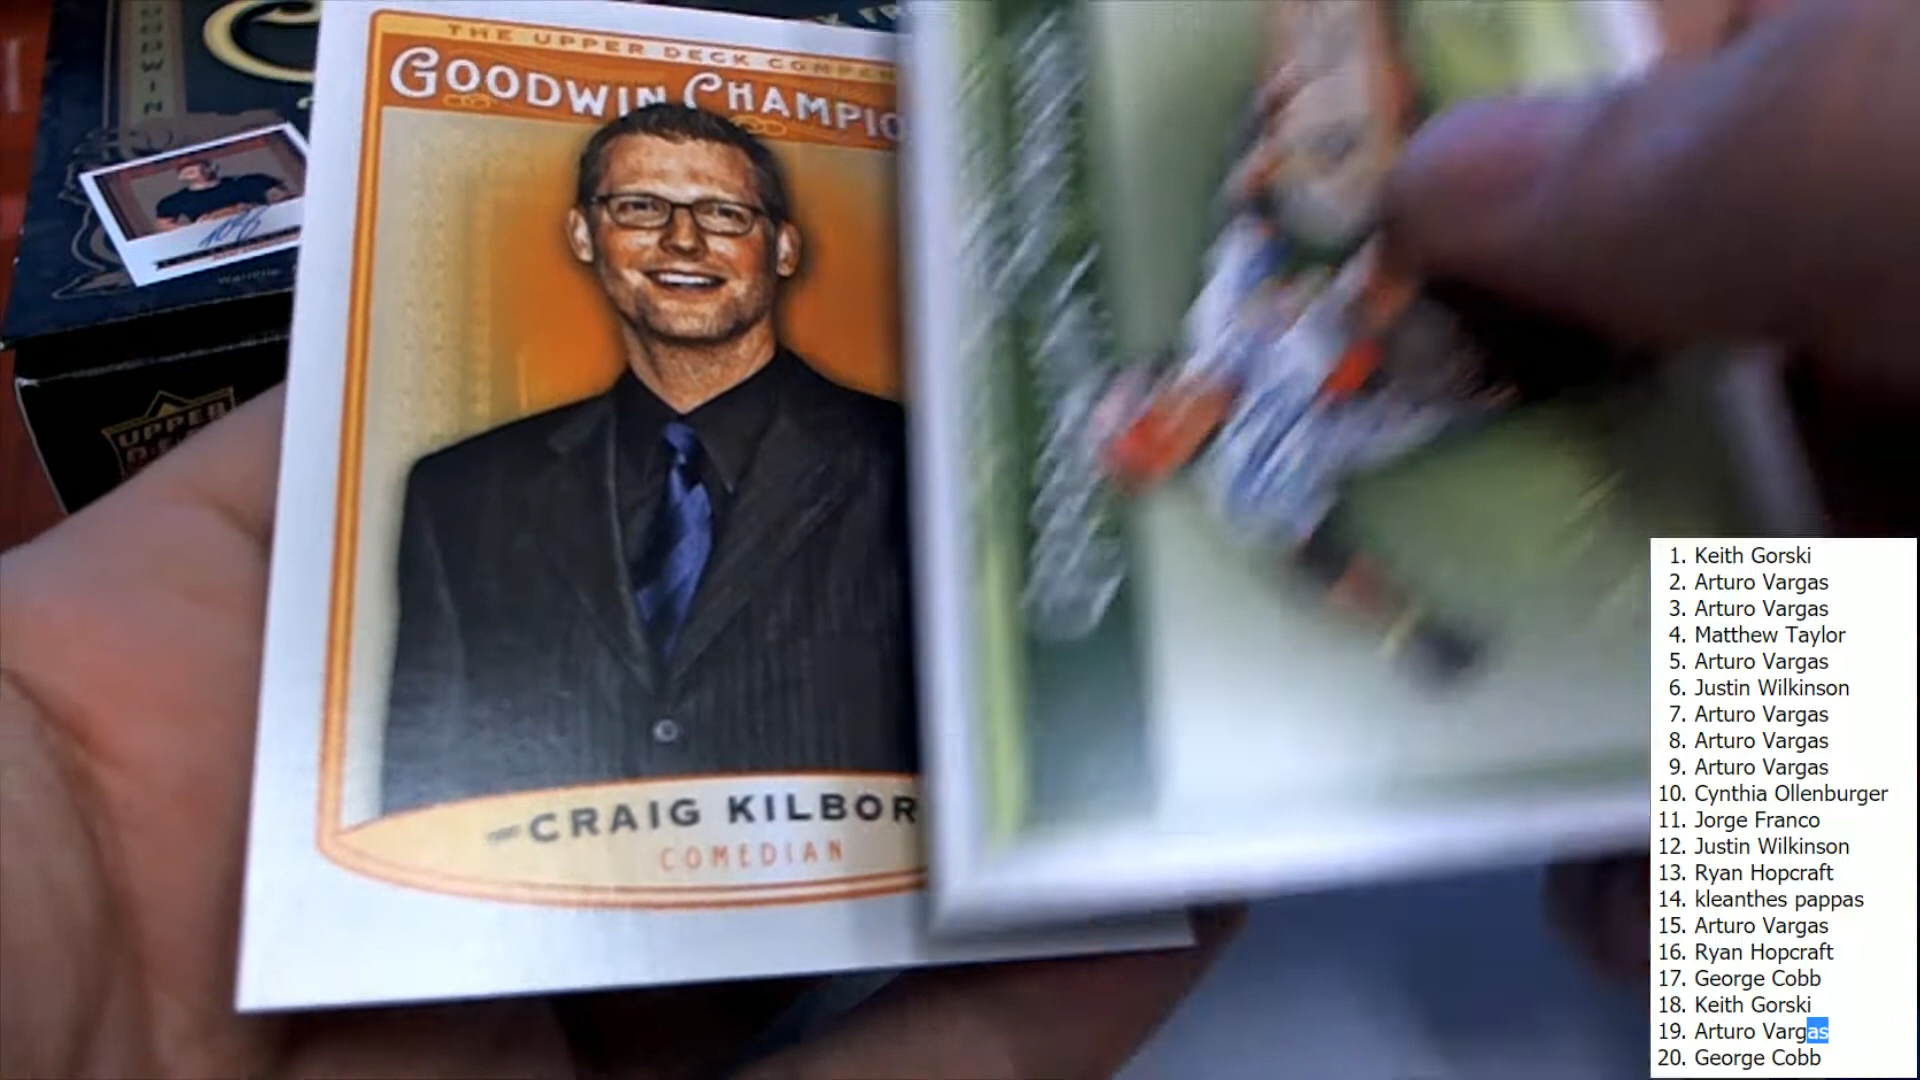 THE UPPER DECK
GOODWIN CHAMPIO
CRAIG KILBOR
COMEDIAN
UPPER
1. Keith Gorski
2. Arturo Vargas
3. Arturo Vargas
4. Matthew Taylor
5. Arturo Vargas
6. Justin Wilkinson
7. Arturo Vargas
8. Arturo Vargas
9. Arturo Vargas
10. Cynthia Ollenburger
11. Jorge Franco
12. Justin Wilkinson
13. Ryan Hopcraft
14. kleanthes pappas
15. Arturo Vargas
16. Ryan Hopcraft
17. George Cobb
18. Keith Gorski
19. Arturo Vargas
20. George Cobb